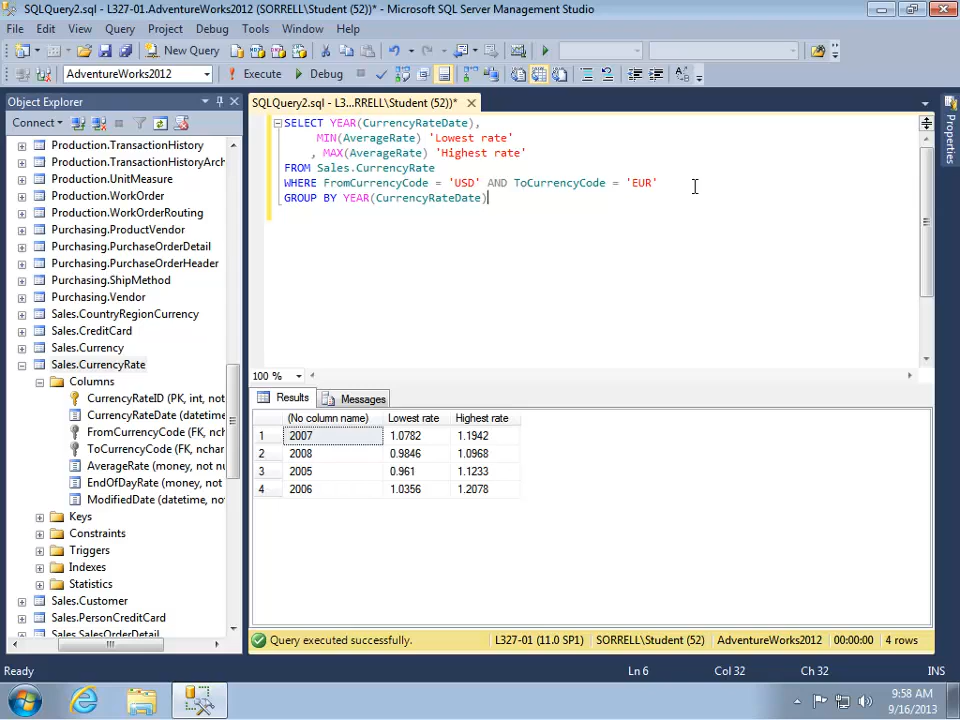 SQLQuery2.sql - L327-01.AdventureWorks2012 (SORRELL\Student (52))* - Microsoft SQL Server Management Studio
File Edit View Query Project Debug Tools Window Help
New Query
AdventureWorks2012 Execute Debug
Object Explorer
Connect
Production.TransactionHistory
Production.TransactionHistoryArch
Production.UnitMeasure
Production.WorkOrder
Production.WorkOrderRouting
Purchasing.ProductVendor
Purchasing.PurchaseOrderDetail
Purchasing.PurchaseOrderHeader
Purchasing.ShipMethod
Purchasing.Vendor
Sales.CountryRegionCurrency
Sales.CreditCard
Sales.Currency
Sales.CurrencyRate
Columns
CurrencyRateID (PK, int, not
CurrencyRateDate (datetime
FromCurrencyCode (FK, nch
ToCurrencyCode (FK, nchar
AverageRate (money, not nu
EndOfDayRate (money, not
ModifiedDate (datetime, not
Keys
Constraints
Triggers
Indexes
Statistics
Sales.Customer
Sales.PersonCreditCard
Sales.SalesOrderDetail
SQLQuery2.sql - L3...RRELL\Student (52))*
SELECT YEAR(CurrencyRateDate),
MIN(AverageRate) 'Lowest rate'
, MAX(AverageRate) 'Highest rate'
FROM Sales.CurrencyRate
WHERE FromCurrencyCode = 'USD' AND ToCurrencyCode = 'EUR'
GROUP BY YEAR(CurrencyRateDate)
Properties
100 %
Results Messages
(No column name) Lowest rate Highest rate
1 2007 1.0782 1.1942
2 2008 0.9846 1.0968
3 2005 0.961 1.1233
4 2006 1.0356 1.2078
Query executed successfully. L327-01 (11.0 SP1) SORRELL\Student (52) AdventureWorks2012 00:00:00 4 rows
Ready Ln 6 Col 32 Ch 32 INS
9:58 AM
9/16/2013